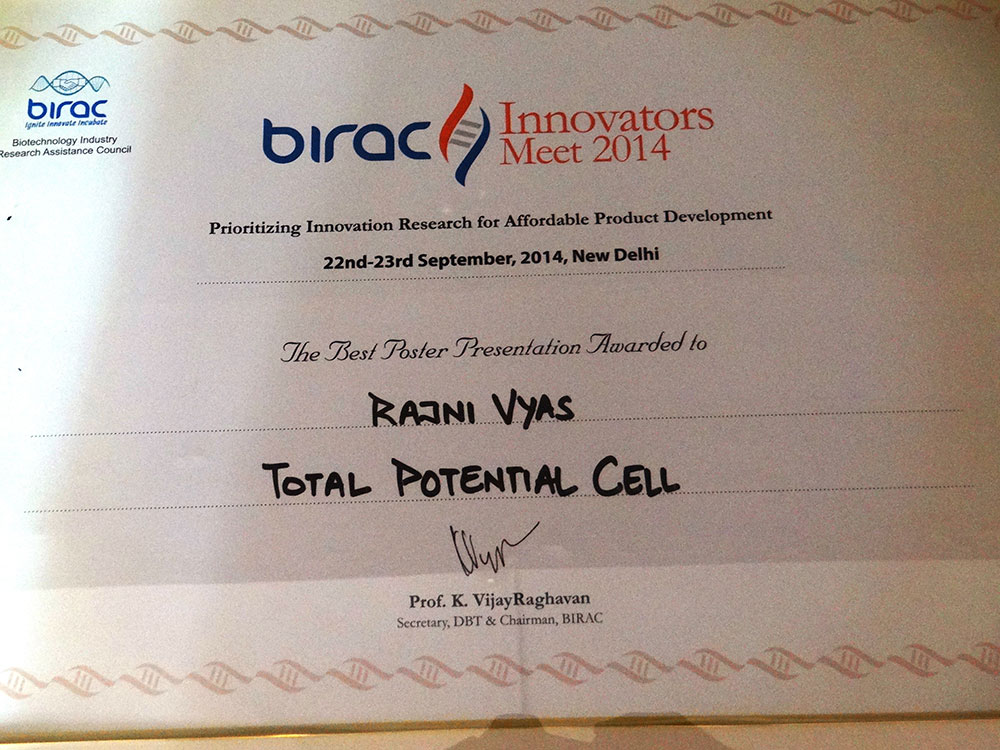 birac
Ignite Innovate Incubate
Biotechnology Industry
Research Assistance Council
birac Innovators
Meet 2014
Prioritizing Innovation Research for Affordable Product Development
22nd-23rd September, 2014, New Delhi
The Best Poster Presentation Awarded to
RAJNI VYAS
TOTAL POTENTIAL CELL
Prof. K. VijayRaghavan
Secretary, DBT & Chairman, BIRAC